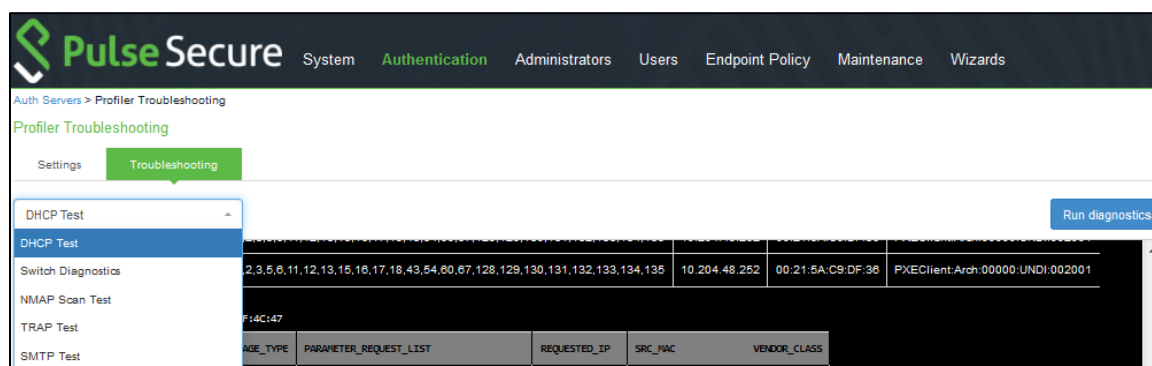 Pulse Secure System Authentication Administrators Users Endpoint Policy Maintenance Wizards
Auth Servers > Profiler Troubleshooting
Profiler Troubleshooting
Settings Troubleshooting
DHCP Test Run diagnostics
DHCP Test
Switch Diagnostics ,2,3,5,6,11,12,13,15,16,17,18,43,54,60,67,128,129,130,131,132,133,134,135 10.204.48.252 00:21:5A:C9:DF:36 PXEClient:Arch:00000:UNDI:002001
NMAP Scan Test
F:4C:47
TRAP Test
AGE_TYPE PARAMETER_REQUEST_LIST REQUESTED_IP SRC_MAC VENDOR_CLASS
SMTP Test